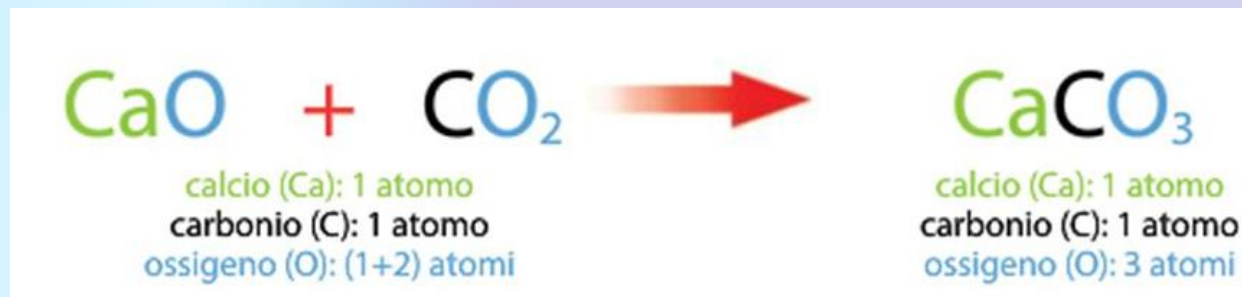 CaO + CO₂ CaCO₃
calcio (Ca): 1 atomo calcio (Ca): 1 atomo
carbonio (C): 1 atomo carbonio (C): 1 atomo
ossigeno (O): (1+2) atomi ossigeno (O): 3 atomi